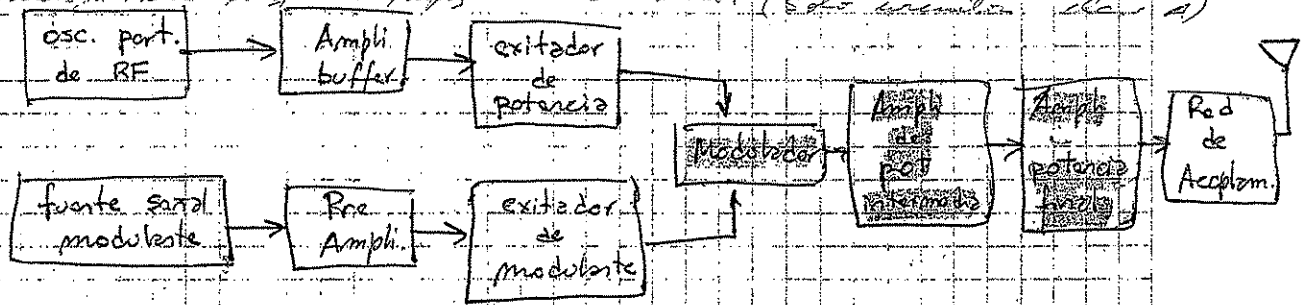 (solo
osc. port.
de RF
Ampli
buffer
exitador
de
potencia
Modulador
Ampli
de
pot
intermedia
Ampli
potencia
final
Red
de
Acoplam.
fuente señal
modulante
Pre
Ampli.
exitador
de
modulante